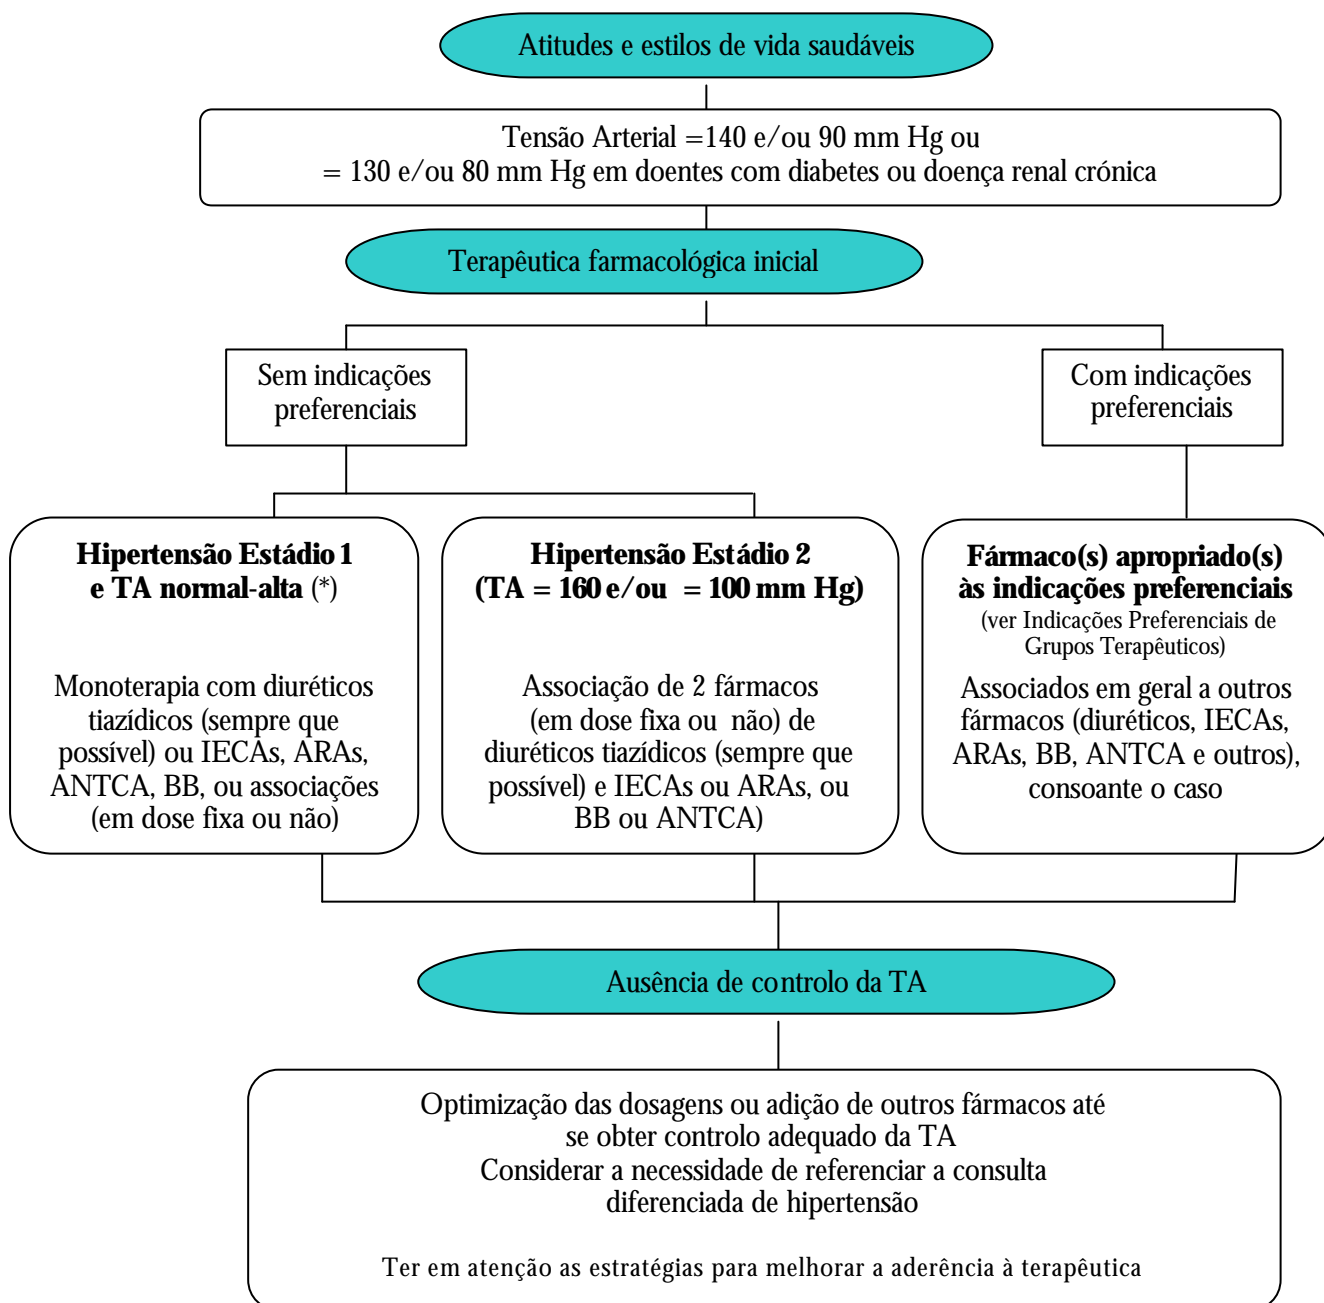 Atitudes e estilos de vida saudáveis
Tensão Arterial =140 e/ou 90 mm Hg ou
= 130 e/ou 80 mm Hg em doentes com diabetes ou doença renal crónica
Terapêutica farmacológica inicial
Sem indicações
preferenciais
Com indicações
preferenciais
Hipertensão Estádio 1
e TA normal-alta (*)
Monoterapia com diuréticos
tiazídicos (sempre que
possível) ou IECAs, ARAs,
ANTCA, BB, ou associações
(em dose fixa ou não)
Hipertensão Estádio 2
(TA = 160 e/ou = 100 mm Hg)
Associação de 2 fármacos
(em dose fixa ou não) de
diuréticos tiazídicos (sempre que
possível) e IECAs ou ARAs, ou
BB ou ANTCA)
Fármaco(s) apropriado(s)
às indicações preferenciais
(ver Indicações Preferenciais de
Grupos Terapêuticos)
Associados em geral a outros
fármacos (diuréticos, IECAs,
ARAs, BB, ANTCA e outros),
consoante o caso
Ausência de controlo da TA
Optimização das dosagens ou adição de outros fármacos até
se obter controlo adequado da TA
Considerar a necessidade de referenciar a consulta
diferenciada de hipertensão
Ter em atenção as estratégias para melhorar a aderência à terapêutica